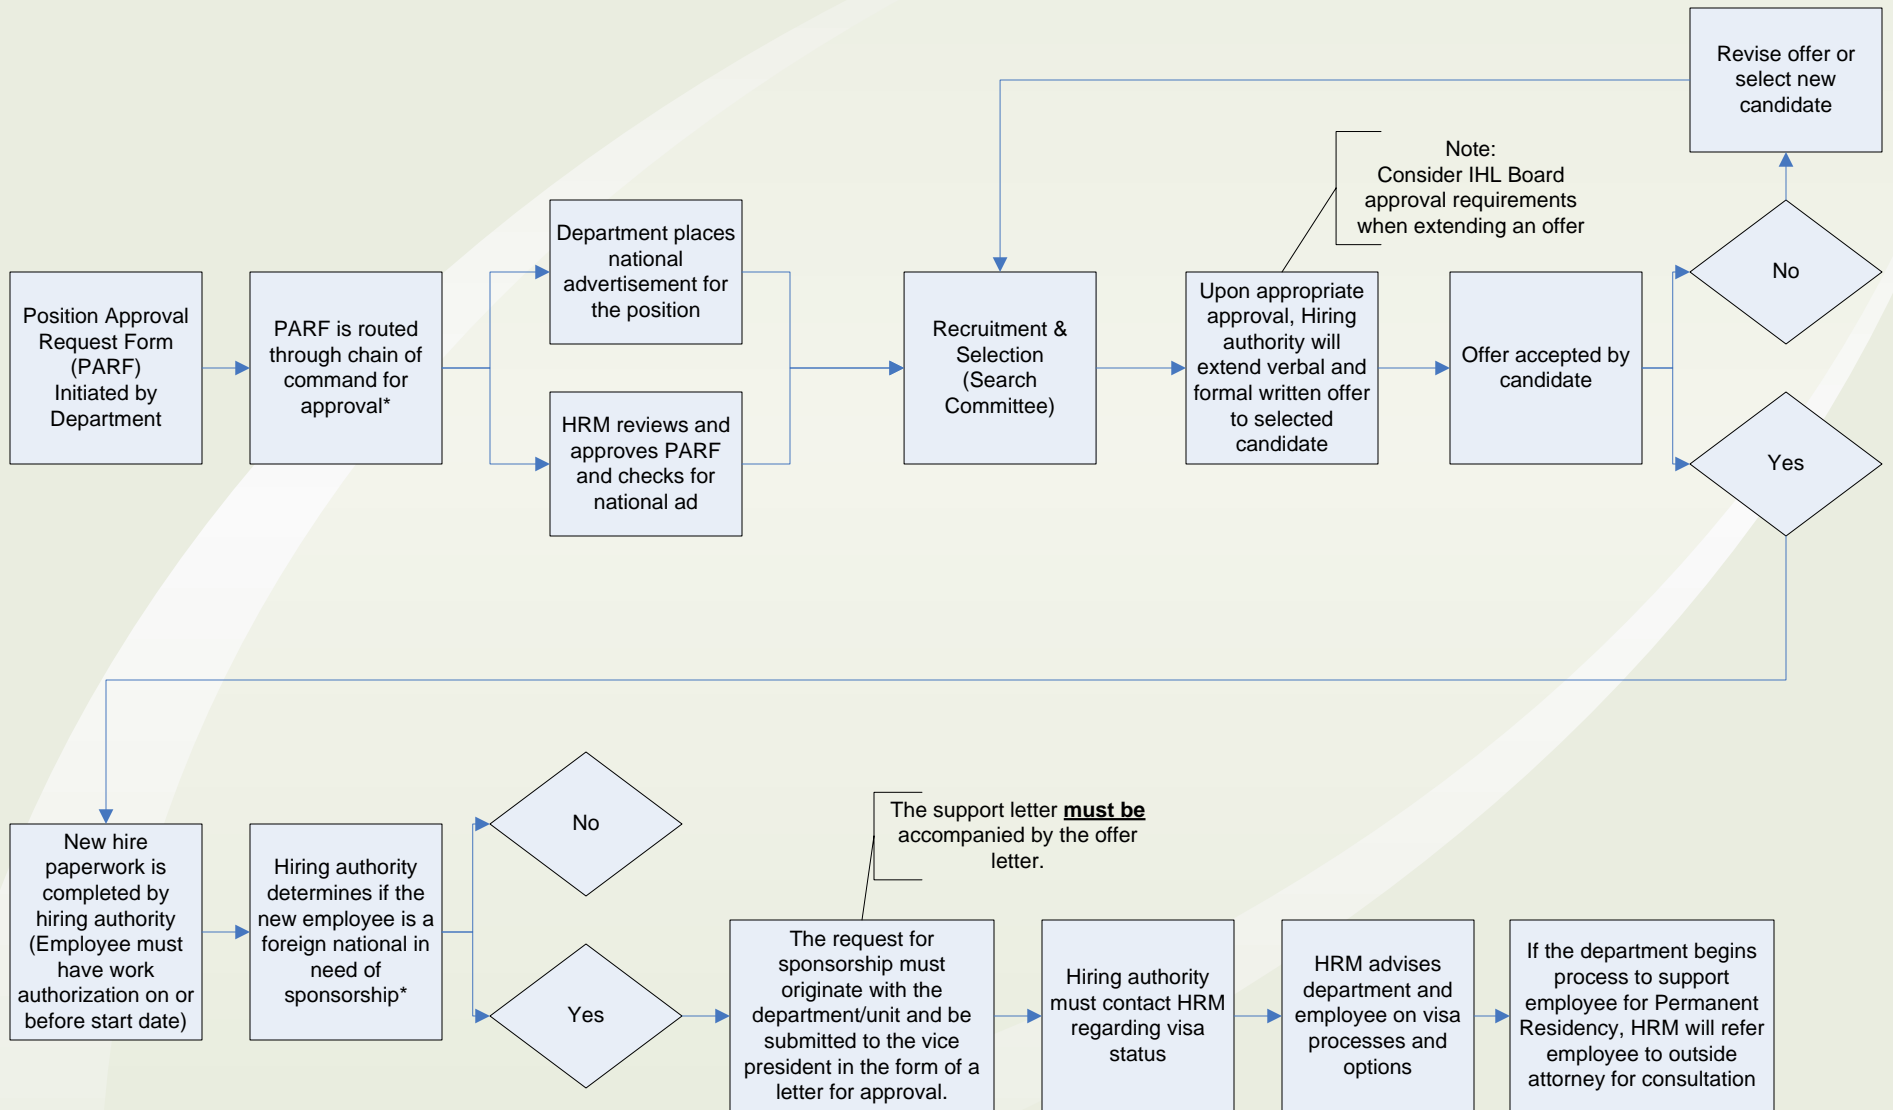 Position Approval
Request Form
(PARF)
Initiated by
Department
PARF is routed
through chain of
command for
approval*
Department places
national
advertisement for
the position
HRM reviews and
approves PARF
and checks for
national ad
Recruitment &
Selection
(Search
Committee)
Note:
Consider IHL Board
approval requirements
when extending an offer
Upon appropriate
approval, Hiring
authority will
extend verbal and
formal written offer
to selected
candidate
Offer accepted by
candidate
Revise offer or
select new
candidate
No
Yes
New hire
paperwork is
completed by
hiring authority
(Employee must
have work
authorization on or
before start date)
Hiring authority
determines if the
new employee is a
foreign national in
need of
sponsorship*
No
Yes
The support letter must be
accompanied by the offer
letter.
The request for
sponsorship must
originate with the
department/unit and be
submitted to the vice
president in the form of a
letter for approval.
Hiring authority
must contact HRM
regarding visa
status
HRM advises
department and
employee on visa
processes and
options
If the department begins
process to support
employee for Permanent
Residency, HRM will refer
employee to outside
attorney for consultation